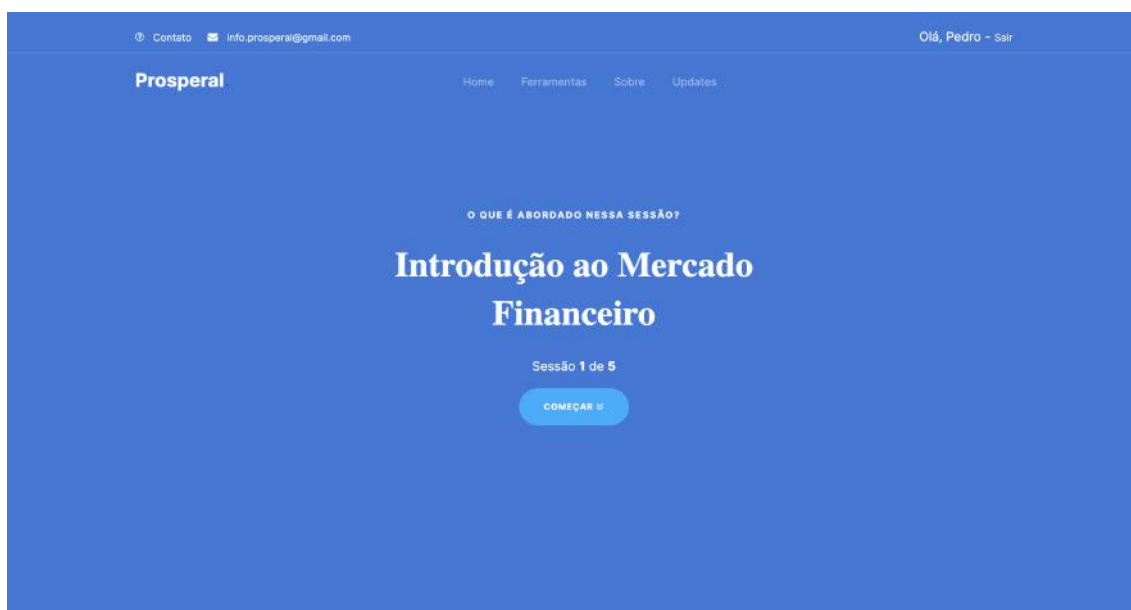 Contato info.prosperal@gmail.com Olá, Pedro - Sair
Prosperal Home Ferramentas Sobre Updates
O QUE É ABORDADO NESSA SESSÃO?
Introdução ao Mercado
Financeiro
Sessão 1 de 5
COMEÇAR